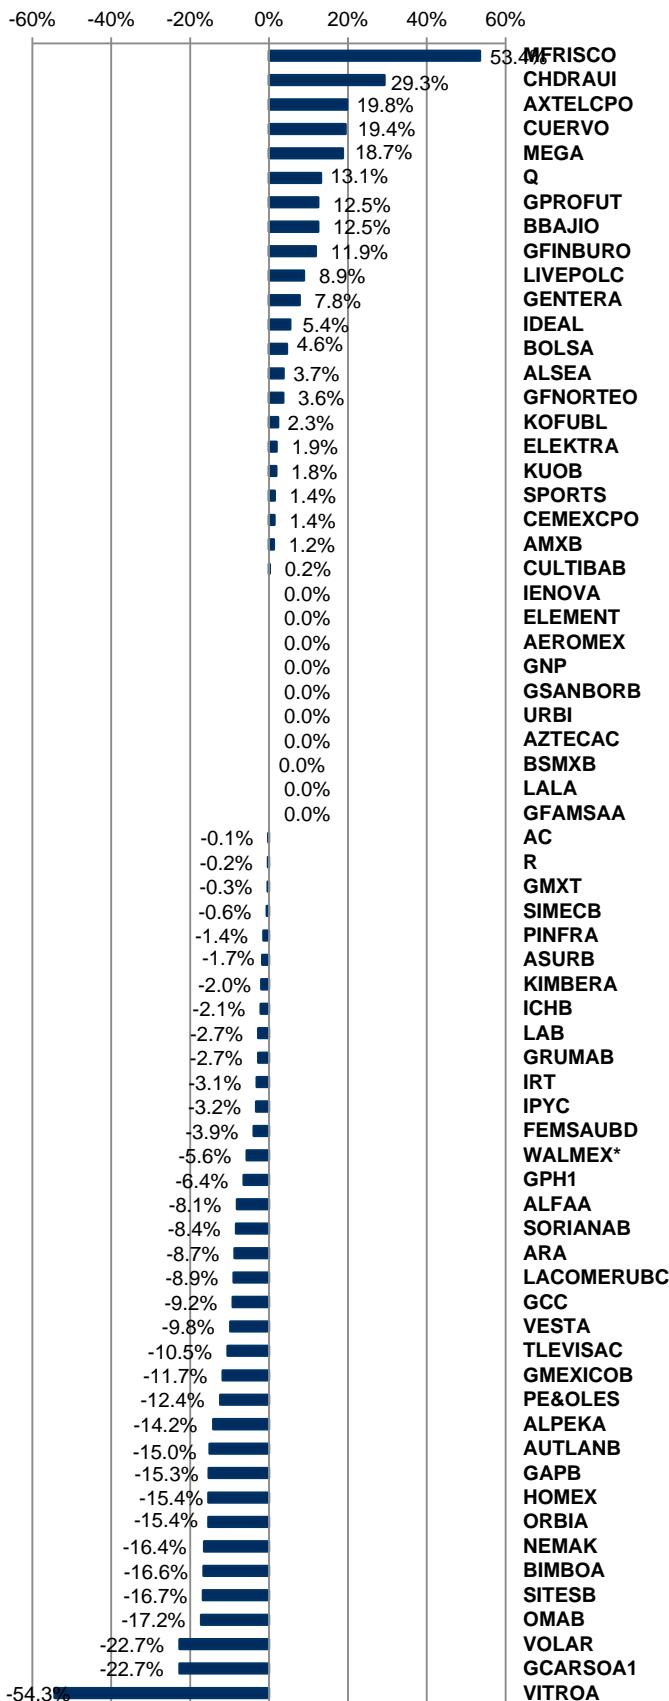 -60% -40% -20% 0% 20% 40% 60%
53.4% MFRISCO
29.3% CHDRAUI
19.8% AXTELCPO
19.4% CUERVO
18.7% MEGA
13.1% Q
12.5% GPROFUT
12.5% BBAJIO
11.9% GFINBURO
8.9% LIVEPOLC
7.8% GENTERA
5.4% IDEAL
4.6% BOLSA
3.7% ALSEA
3.6% GFNORTEO
2.3% KOFUBL
1.9% ELEKTRA
1.8% KUOB
1.4% SPORTS
1.4% CEMEXCPO
1.2% AMXB
0.2% CULTIBAB
0.0% IENOVA
0.0% ELEMENT
0.0% AEROMEX
0.0% GNP
0.0% GSANBORB
0.0% URBI
0.0% AZTECAC
0.0% BSMXB
0.0% LALA
0.0% GFAMSAA
-0.1% AC
-0.2% R
-0.3% GMXT
-0.6% SIMECB
-1.4% PINFRA
-1.7% ASURB
-2.0% KIMBERA
-2.1% ICHB
-2.7% LAB
-2.7% GRUMAB
-3.1% IRT
-3.2% IPYC
-3.9% FEMSAUBD
-5.6% WALMEX*
-6.4% GPH1
-8.1% ALFAA
-8.4% SORIANAB
-8.7% ARA
-8.9% LACOMERUBC
-9.2% GCC
-9.8% VESTA
-10.5% TLEVISAC
-11.7% GMEXICOB
-12.4% PE&OLES
-14.2% ALPEKA
-15.0% AUTLANB
-15.3% GAPB
-15.4% HOMEX
-15.4% ORBIA
-16.4% NEMAK
-16.6% BIMBOA
-16.7% SITESB
-17.2% OMAB
-22.7% VOLAR
-22.7% GCARSOA1
-54.3% VITROA